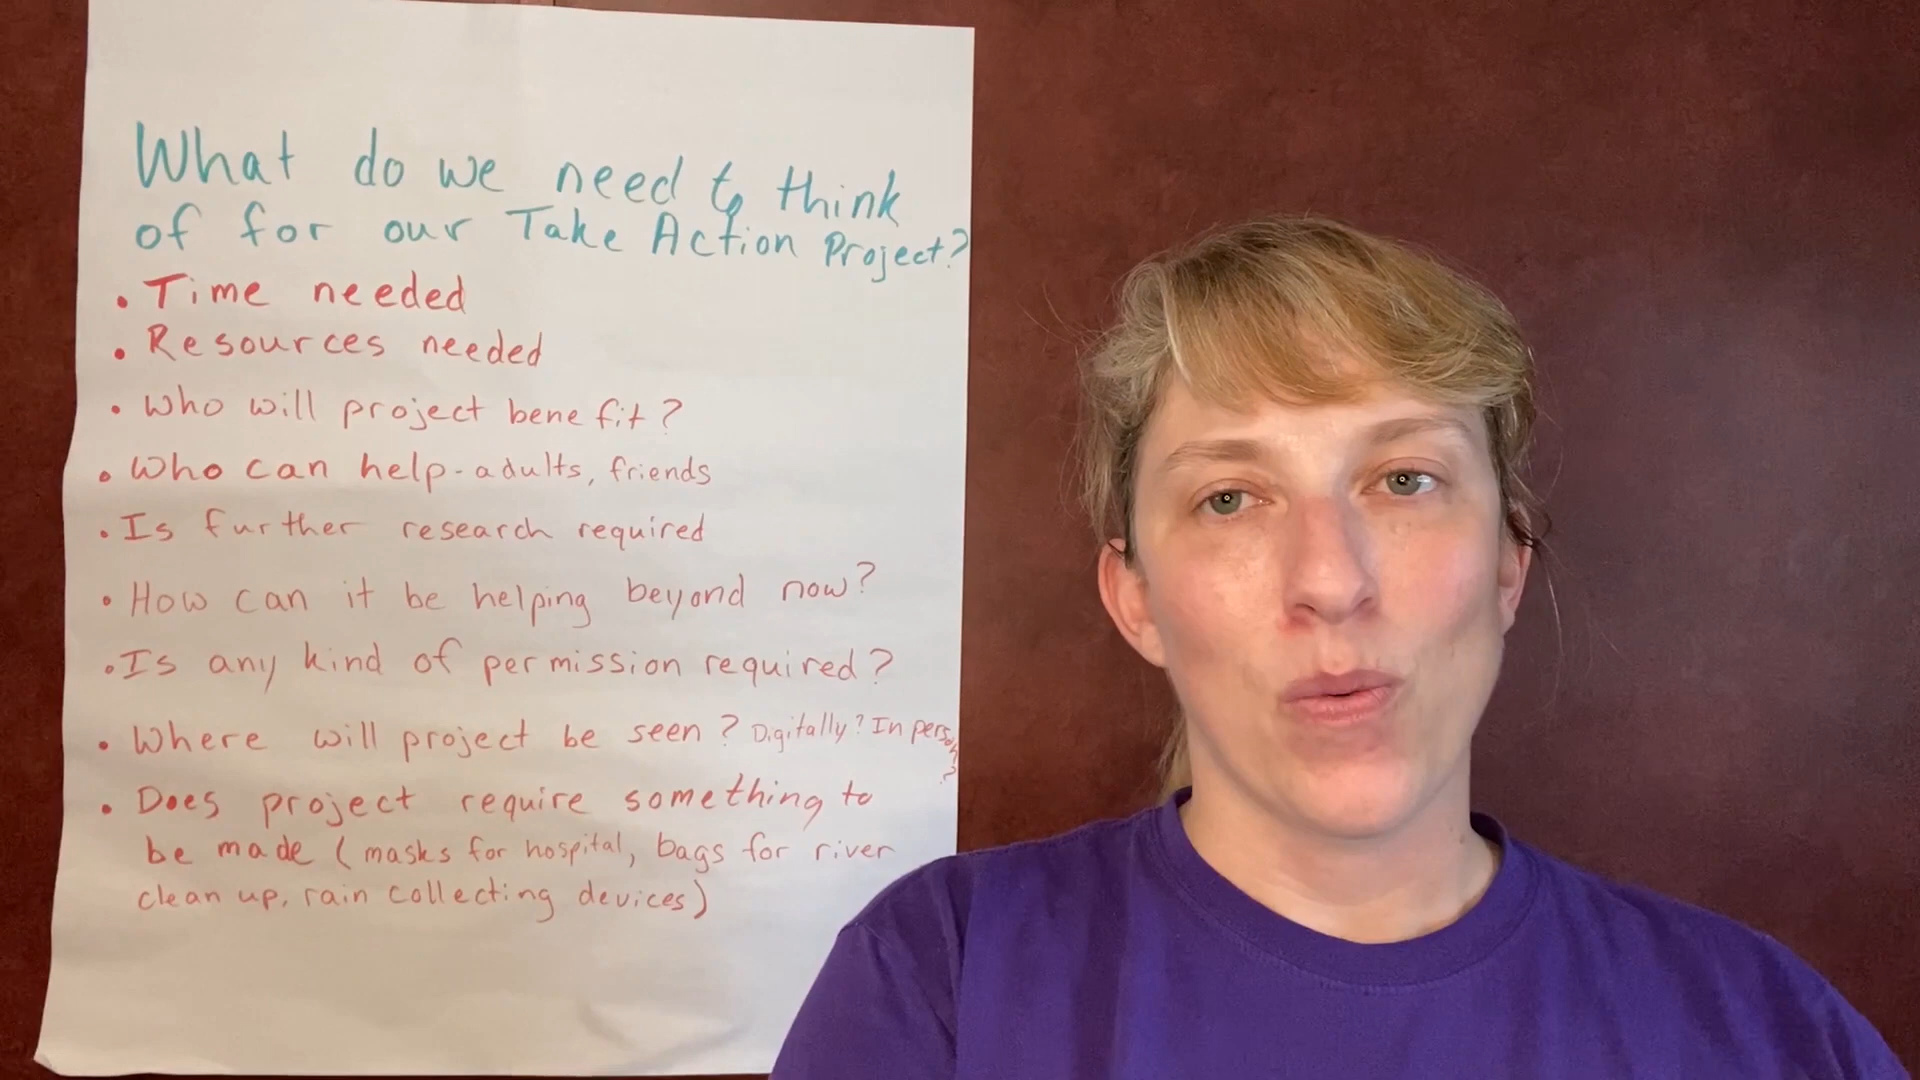 What do we need to think
of for our Take Action Project?
• Time needed
• Resources needed
• Who will project benefit?
• Who can help - adults, friends
• Is further research required
• How can it be helping beyond now?
• Is any kind of permission required?
• Where will project be seen? Digitally? In person?
• Does project require something to
be made (masks for hospital, bags for river
clean up, rain collecting devices)